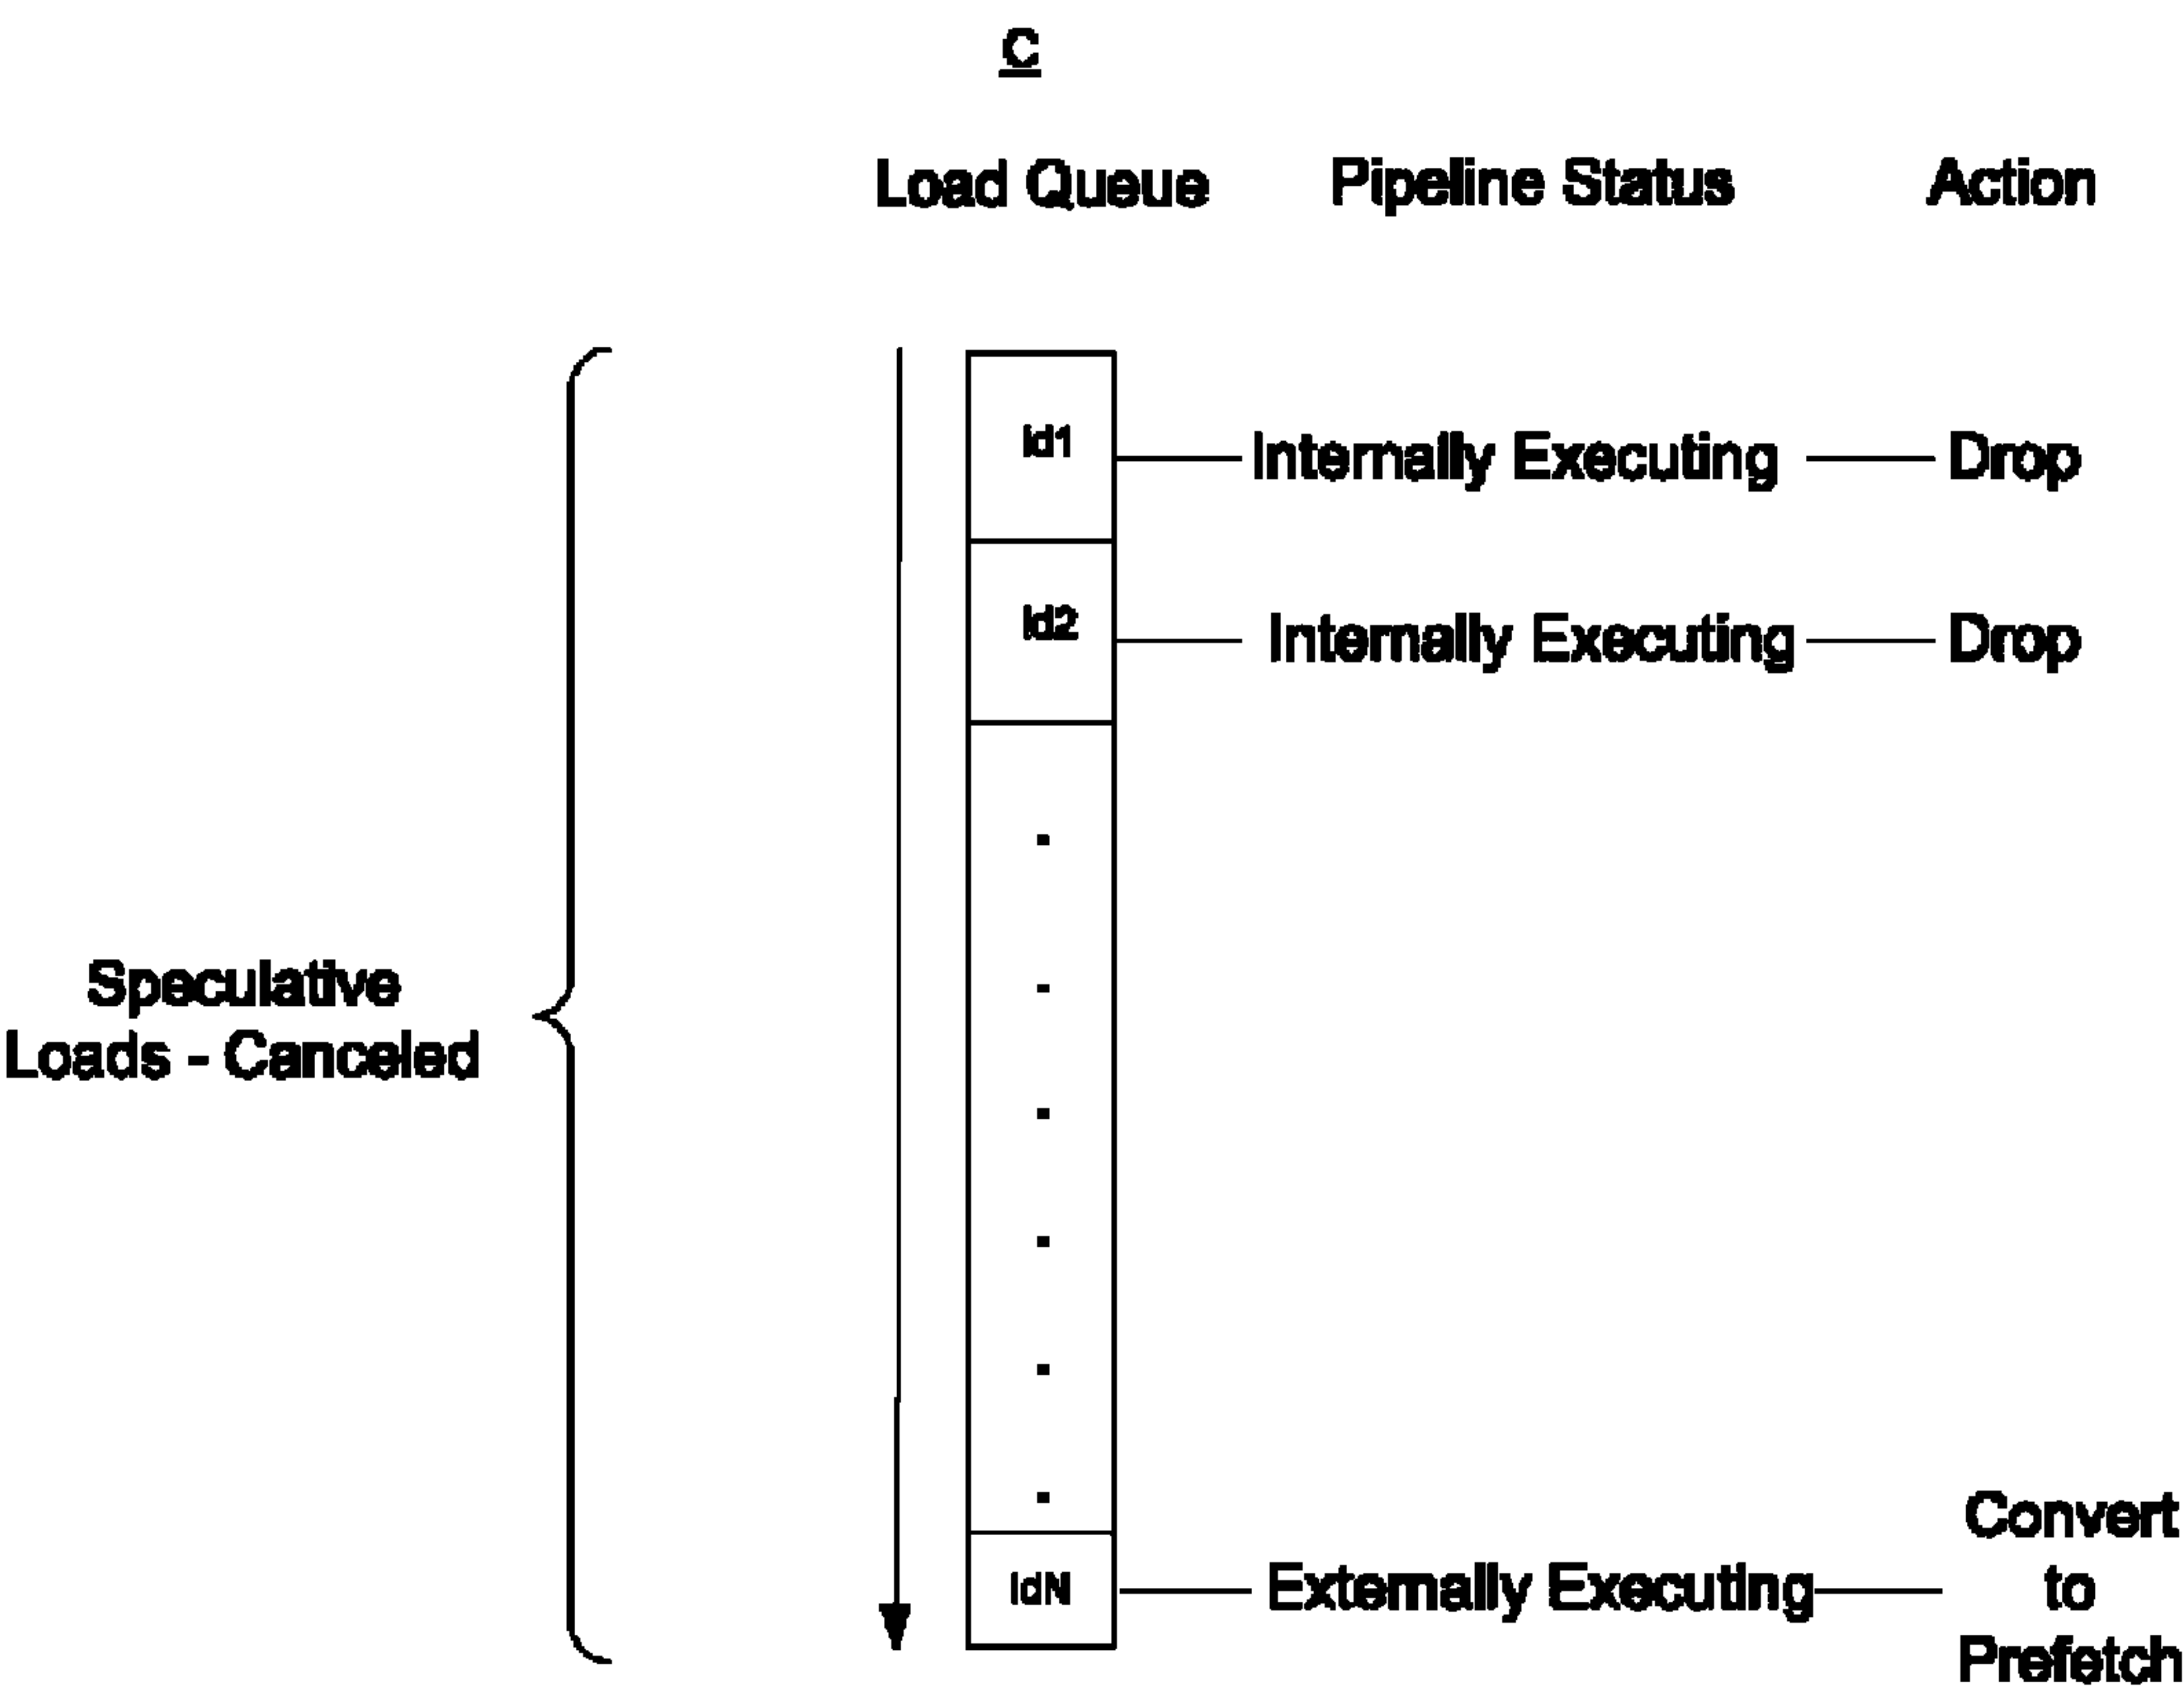 C
Load Queue Pipeline Status Action
ld1 Internally Executing Drop
ld2 Internally Executing Drop
Speculative
Loads - Canceled
ldN Externally Executing Convert
to
Prefetch